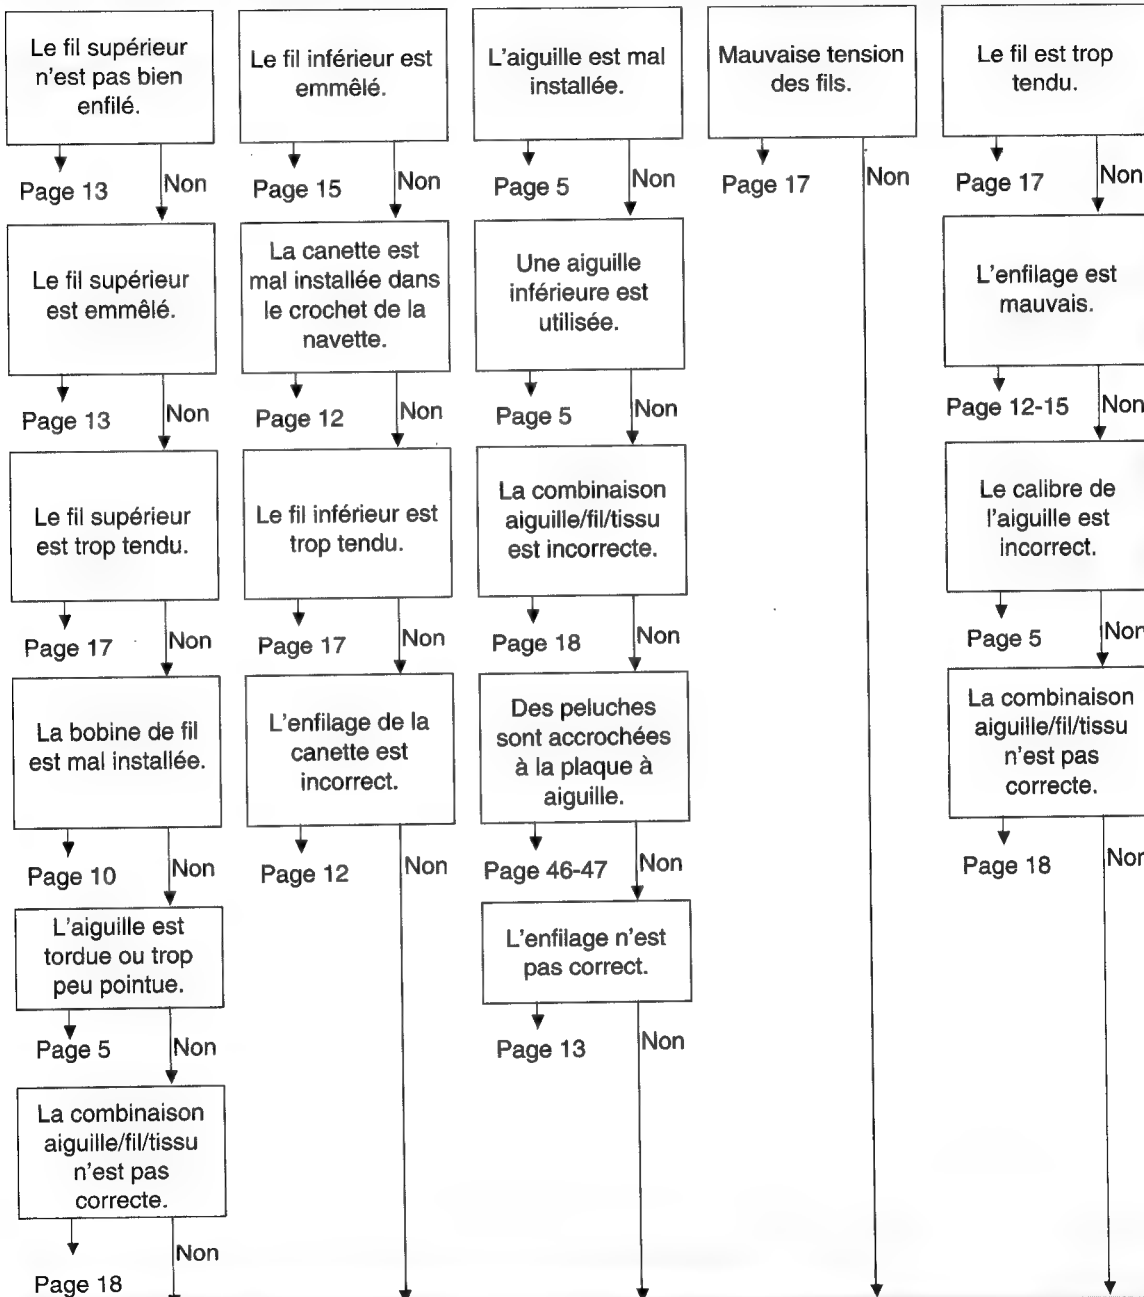 Le fil supérieur
n'est pas bien
enfilé.
Page 13
Non
Le fil supérieur
est emmêlé.
Page 13
Non
Le fil supérieur
est trop tendu.
Page 17
Non
La bobine de fil
est mal installée.
Page 10
Non
L'aiguille est
tordue ou trop
peu pointue.
Page 5
Non
La combinaison
aiguille/fil/tissu
n'est pas
correcte.
Page 18
Non
Le fil inférieur est
emmêlé.
Page 15
Non
La canette est
mal installée dans
le crochet de la
navette.
Page 12
Non
Le fil inférieur est
trop tendu.
Page 17
Non
L'enfilage de la
canette est
incorrect.
Page 12
Non
L'aiguille est mal
installée.
Page 5
Non
Une aiguille
inférieure est
utilisée.
Page 5
Non
La combinaison
aiguille/fil/tissu
est incorrecte.
Page 18
Non
Des peluches
sont accrochées
à la plaque à
aiguille.
Page 46-47
Non
L'enfilage n'est
pas correct.
Page 13
Non
Mauvaise tension
des fils.
Page 17
Non
Le fil est trop
tendu.
Page 17
Non
L'enfilage est
mauvais.
Page 12-15
Non
Le calibre de
l'aiguille est
incorrect.
Page 5
Non
La combinaison
aiguille/fil/tissu
n'est pas
correcte.
Page 18
Non